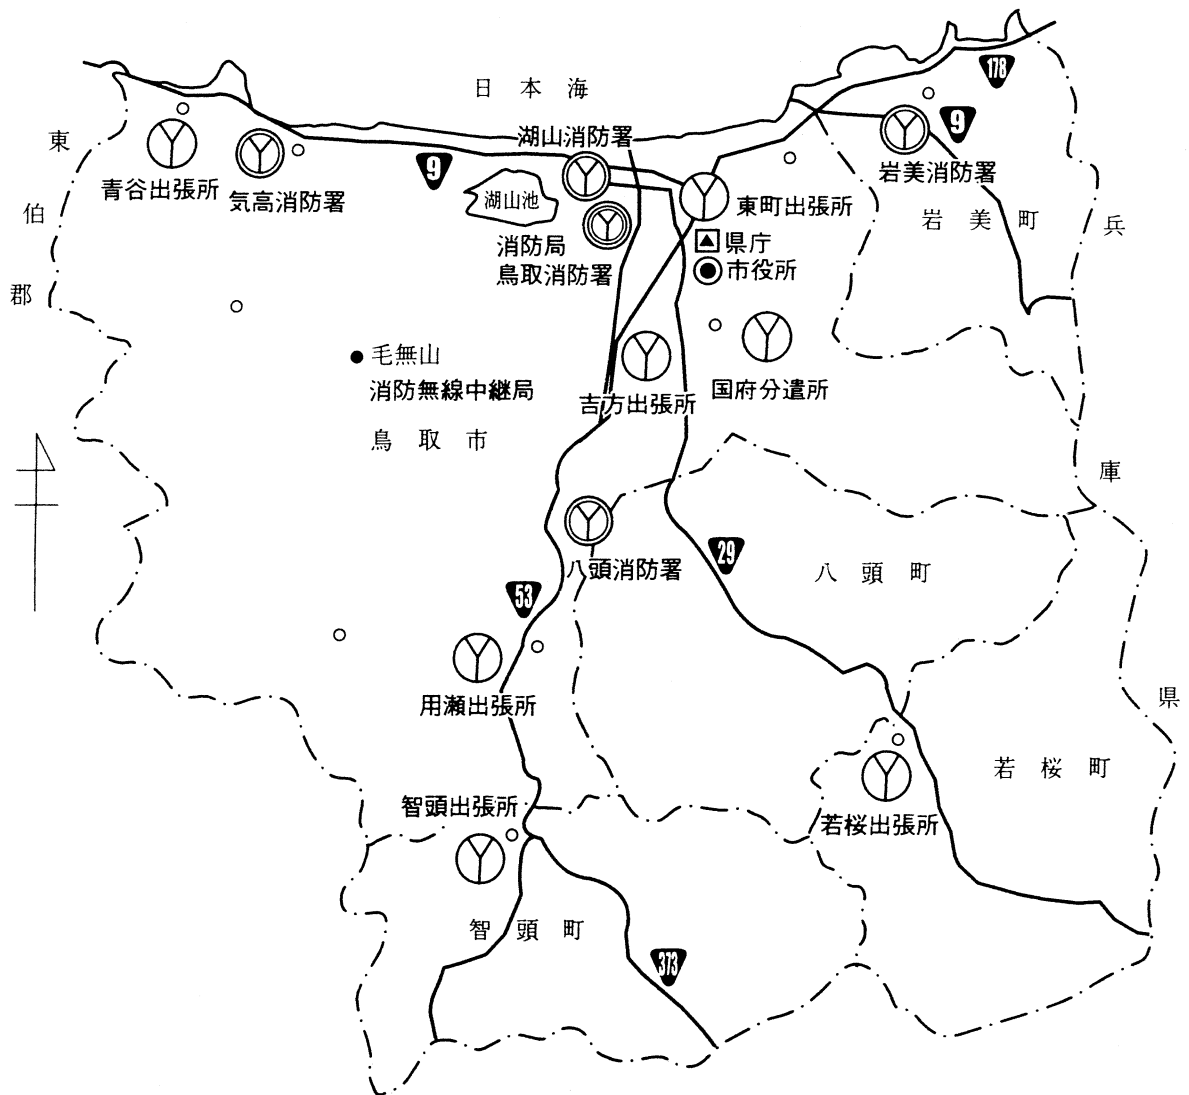 日本海
178
9
湖山消防署
岩美消防署
東
青谷出張所
気高消防署
9
湖山池
東町出張所
岩美町
兵
伯
消防局
鳥取消防署
県庁
市役所
郡
毛無山
消防無線中継局
国府分遣所
吉方出張所
鳥取市
庫
29
八頭消防署
八頭町
53
用瀬出張所
県
若桜町
智頭出張所
若桜出張所
智頭町
373